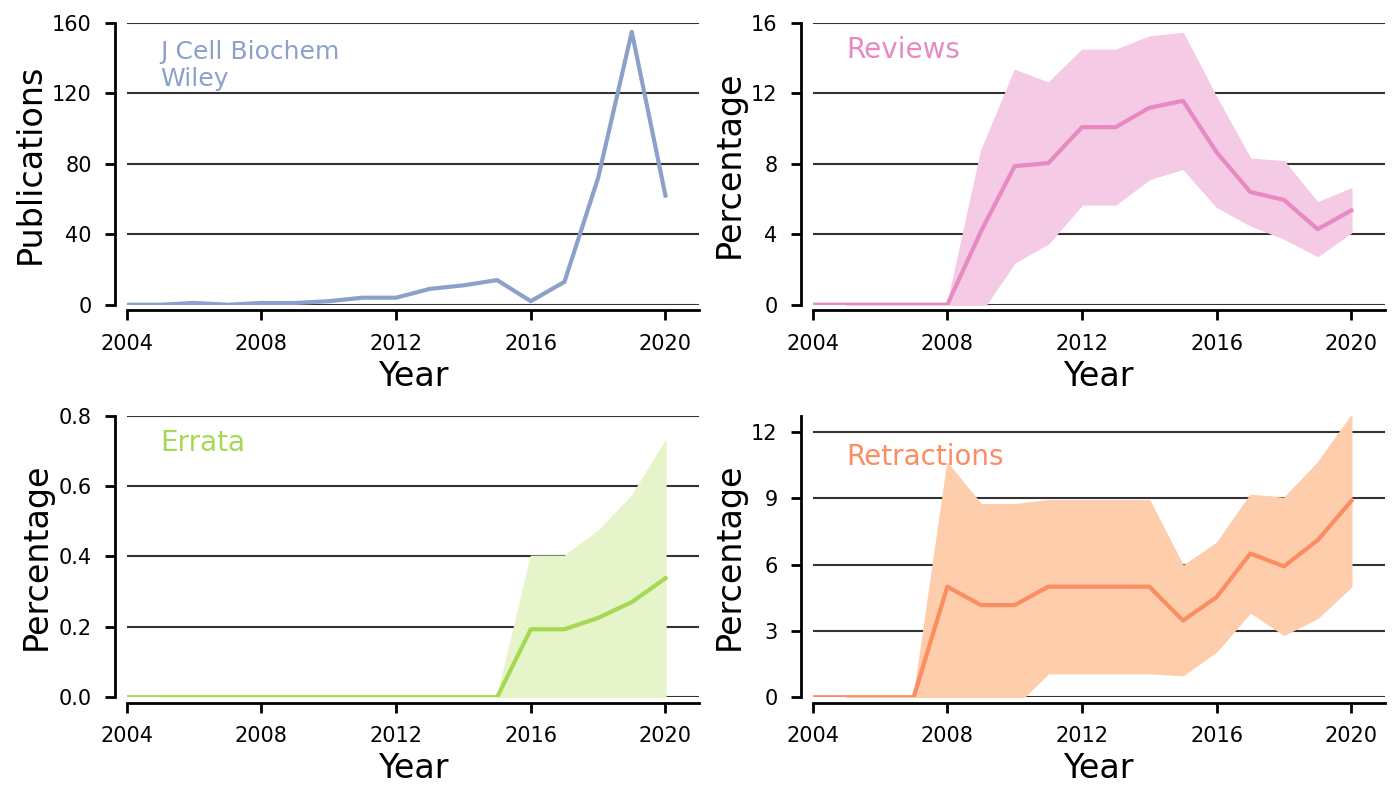 160
120
80
40
0
Publications
J Cell Biochem
Wiley
2004 2008 2012 2016 2020
Year
16
12
8
4
0
Percentage
Reviews
2004 2008 2012 2016 2020
Year
0.8
0.6
0.4
0.2
0.0
Percentage
Errata
2004 2008 2012 2016 2020
Year
12
9
6
3
0
Percentage
Retractions
2004 2008 2012 2016 2020
Year